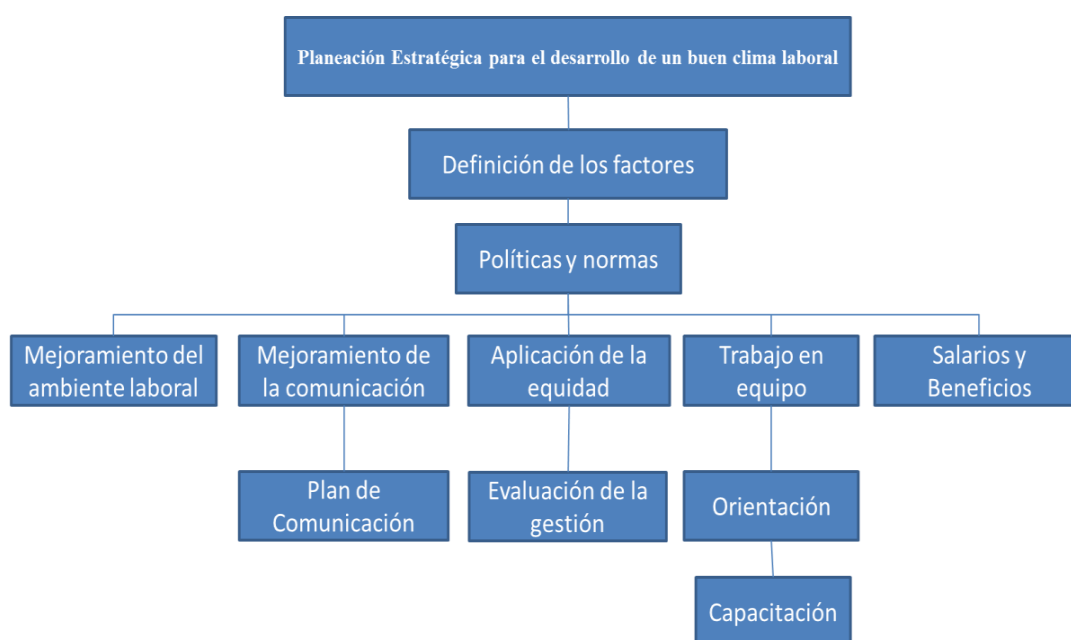 Planeación Estratégica para el desarrollo de un buen clima laboral
Definición de los factores
Políticas y normas
Mejoramiento del
ambiente laboral
Mejoramiento de
la comunicación
Aplicación de la
equidad
Trabajo en
equipo
Salarios y
Beneficios
Plan de
Comunicación
Evaluación de la
gestión
Orientación
Capacitación